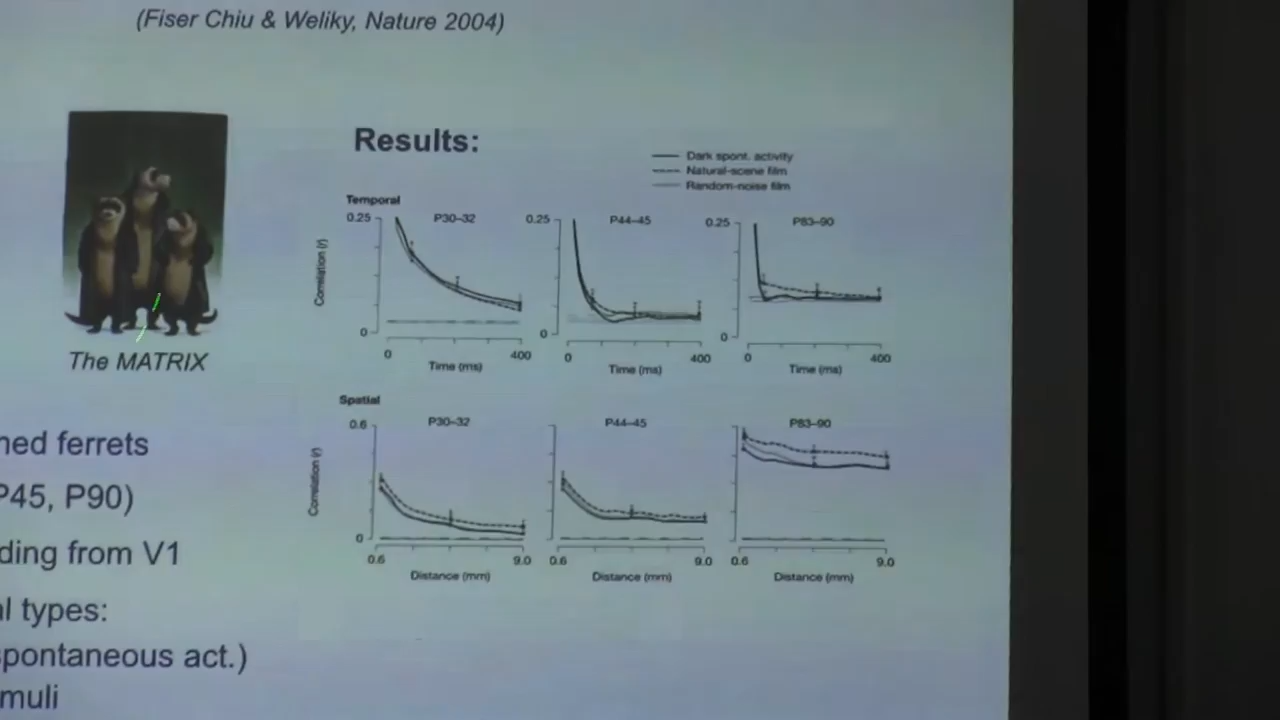 (Fiser Chiu & Weliky, Nature 2004)
The MATRIX
ned ferrets
P45, P90)
ding from V1
l types:
pontaneous act.)
muli
Results:
Dark spont. activity
Natural-scene film
Random-noise film
Temporal
P30–32 P44–45 P83–90
0.25 0.25 0.25
Correlation (r)
0 0 0
0 400 0 400 0 400
Time (ms) Time (ms) Time (ms)
Spatial
P30–32 P44–45 P83–90
0.6
Correlation (r)
0
0.6 9.0 0.6 9.0 0.6 9.0
Distance (mm) Distance (mm) Distance (mm)